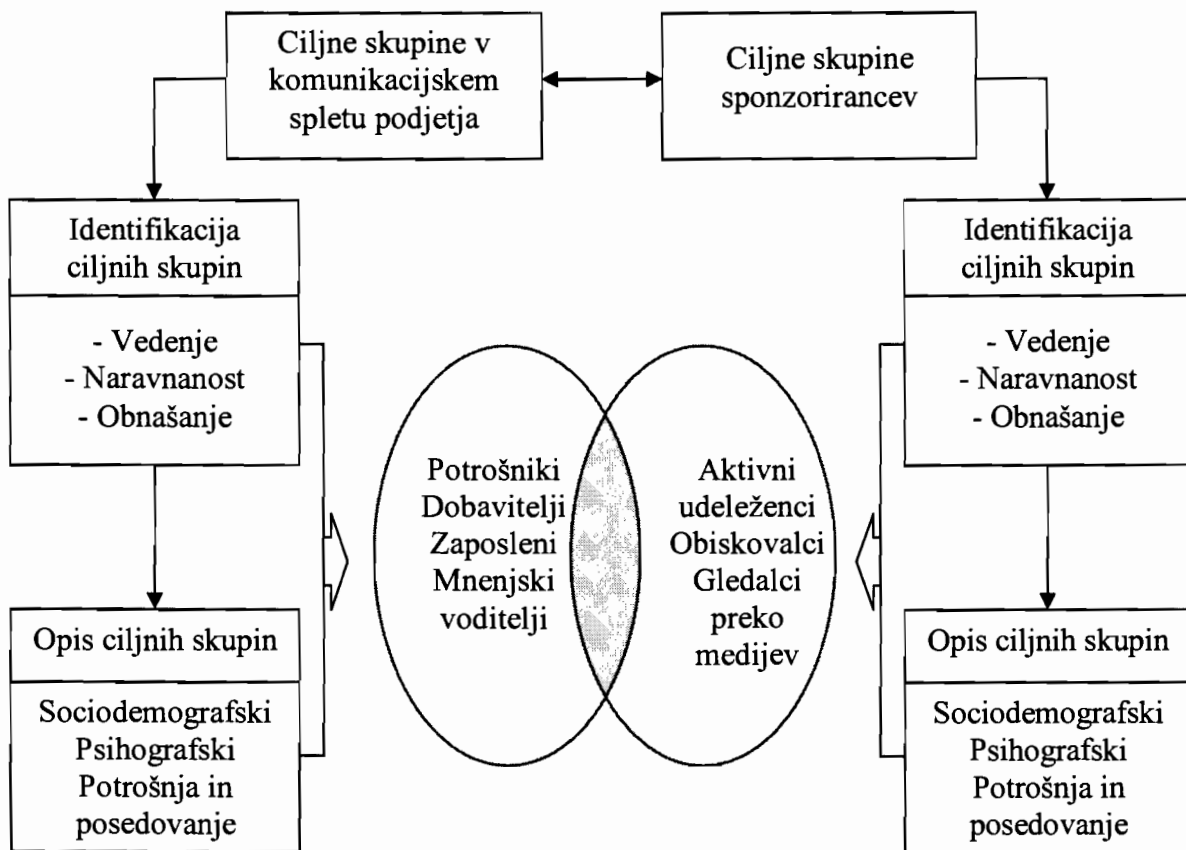 Ciljne skupine v
komunikacijskem
spletu podjetja
Ciljne skupine
sponzorirancev
Identifikacija
ciljnih skupin
- Vedenje
- Naravnanost
- Obnašanje
Opis ciljnih skupin
Sociodemografski
Psihografski
Potrošnja in
posedovanje
Potrošniki
Dobavitelji
Zaposleni
Mnenjski
voditelji
Aktivni
udeleženci
Obiskovalci
Gledalci
preko
medijev
Identifikacija
ciljnih skupin
- Vedenje
- Naravnanost
- Obnašanje
Opis ciljnih skupin
Sociodemografski
Psihografski
Potrošnja in
posedovanje